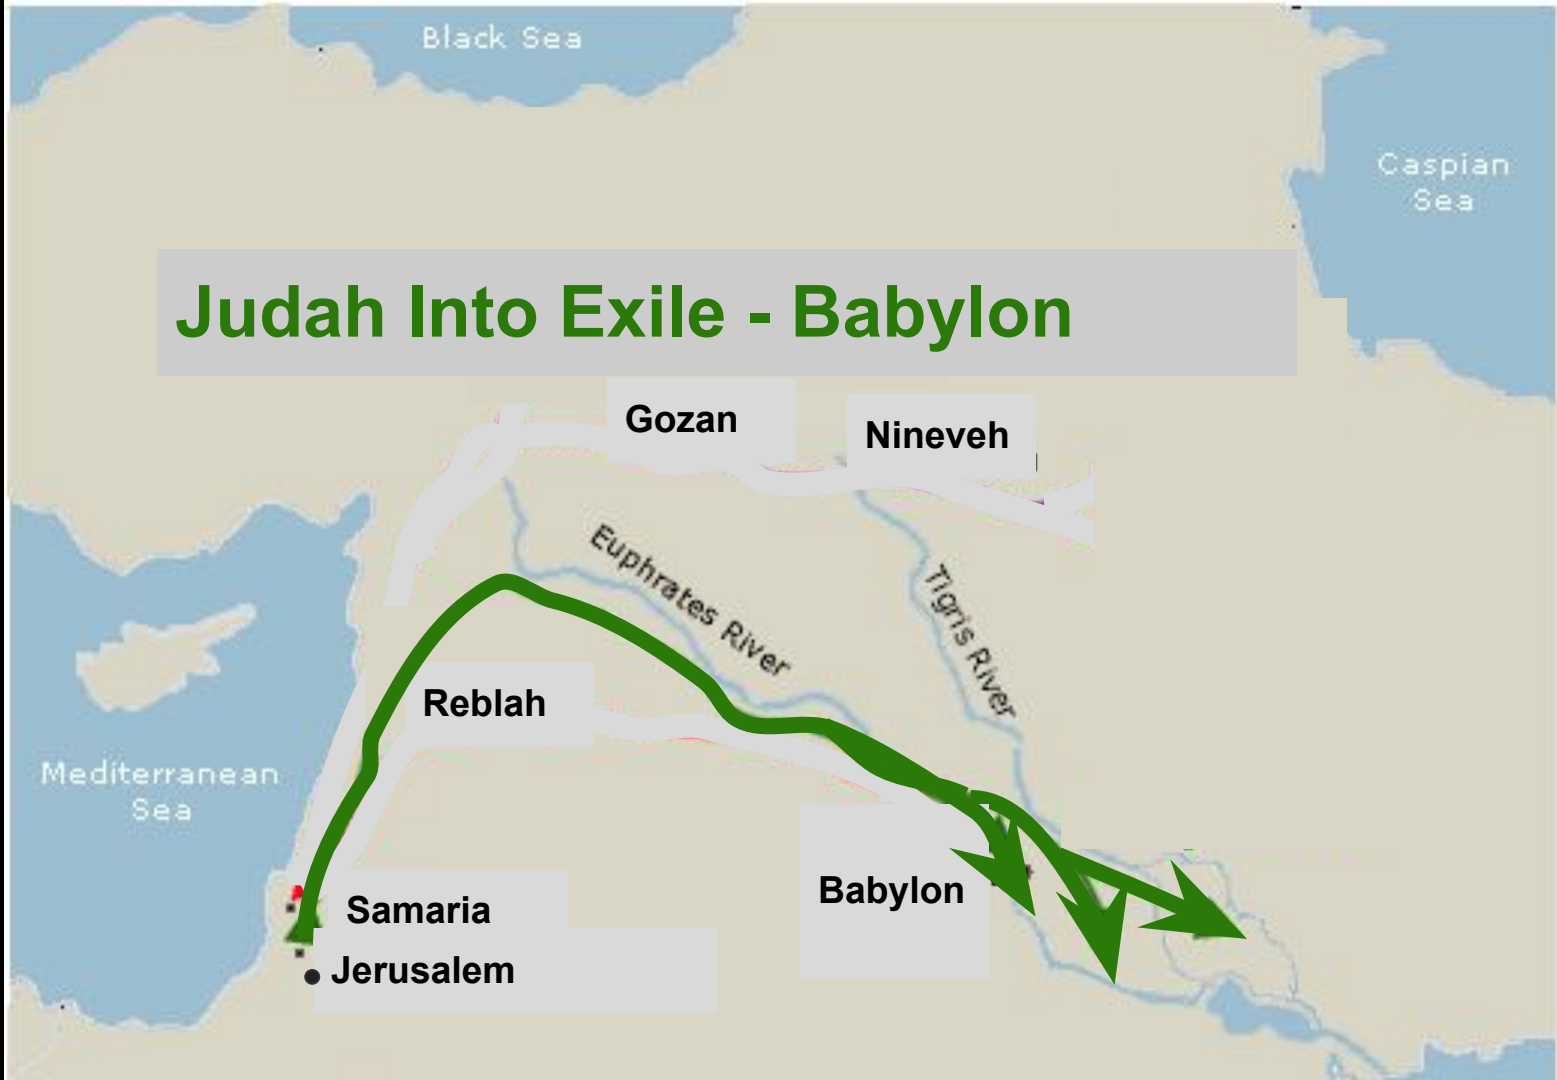 Black Sea
Caspian
Sea
Judah Into Exile - Babylon
Gozan
Nineveh
Euphrates River
Tigris River
Reblah
Mediterranean
Sea
Babylon
Samaria
Jerusalem